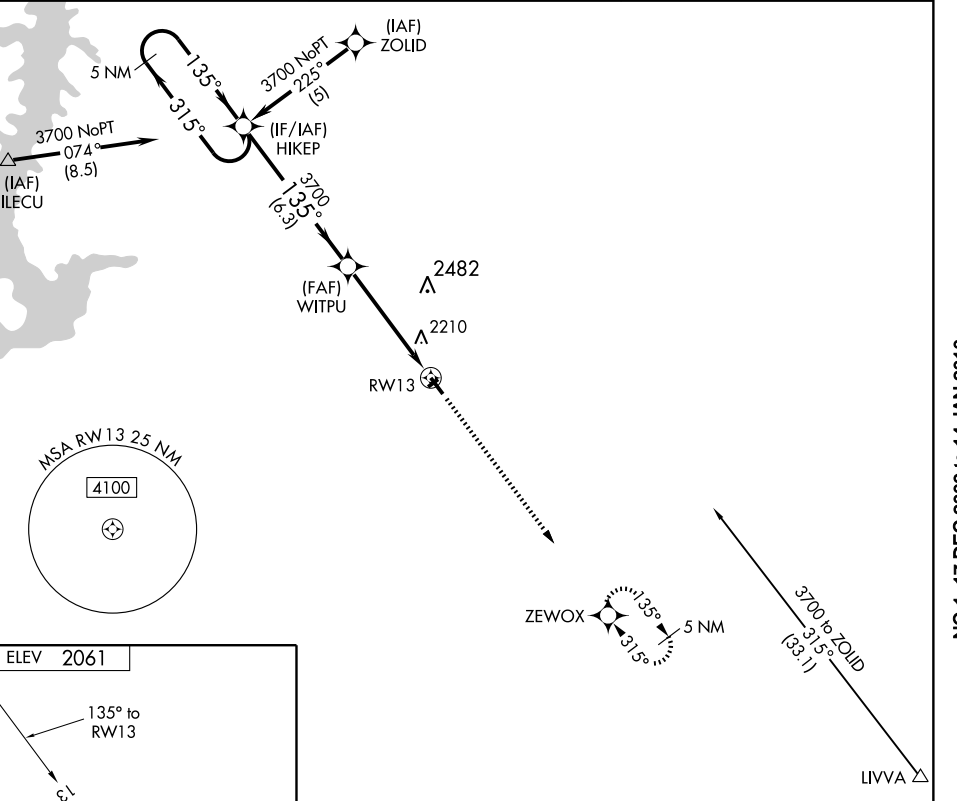 (IAF)
ZOLID
3700 NoPT
225°
(5)
5 NM
135°
315°
(IF/IAF)
HIKEP
3700 NoPT
074°
(8.5)
(IAF)
ILECU
3700
135°
(6.3)
(FAF)
WITPU
2482
2210
RW13
MSA RW13 25 NM
4100
ZEWOX
135°
315°
5 NM
3700 to ZOLID
315°
(33.1)
LIVVA
ELEV 2061
135° to
RW13
13